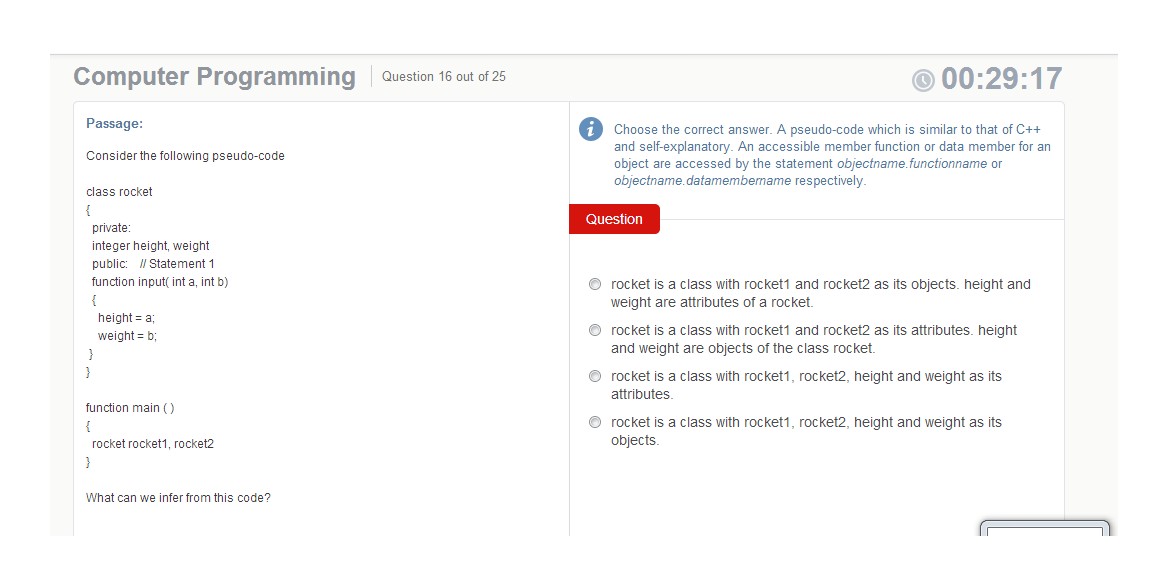 Computer Programming
Question 16 out of 25
00:29:17
Passage:
Consider the following pseudo-code
class rocket
{
private:
integer height, weight
public:    // Statement 1
function input( int a, int b)
{
height = a;
weight = b;
}
}
function main ( )
{
rocket rocket1, rocket2
}
What can we infer from this code?
i
Choose the correct answer. A pseudo-code which is similar to that of C++
and self-explanatory. An accessible member function or data member for an
object are accessed by the statement objectname.functionname or
objectname.datamembername respectively.
Question
rocket is a class with rocket1 and rocket2 as its objects. height and
weight are attributes of a rocket.
rocket is a class with rocket1 and rocket2 as its attributes. height
and weight are objects of the class rocket.
rocket is a class with rocket1, rocket2, height and weight as its
attributes.
rocket is a class with rocket1, rocket2, height and weight as its
objects.